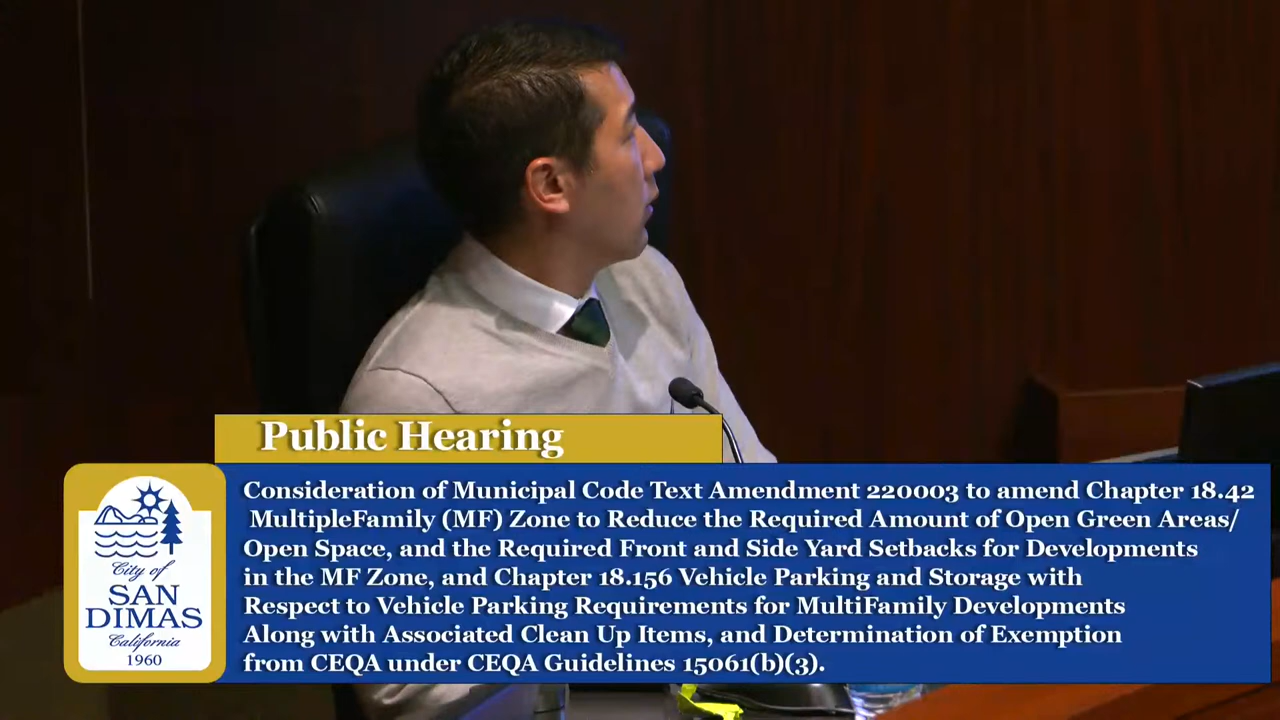 Public Hearing
Consideration of Municipal Code Text Amendment 220003 to amend Chapter 18.42
MultipleFamily (MF) Zone to Reduce the Required Amount of Open Green Areas/
Open Space, and the Required Front and Side Yard Setbacks for Developments
in the MF Zone, and Chapter 18.156 Vehicle Parking and Storage with
Respect to Vehicle Parking Requirements for MultiFamily Developments
Along with Associated Clean Up Items, and Determination of Exemption
from CEQA under CEQA Guidelines 15061(b)(3).
City of
SAN
DIMAS
California
1960